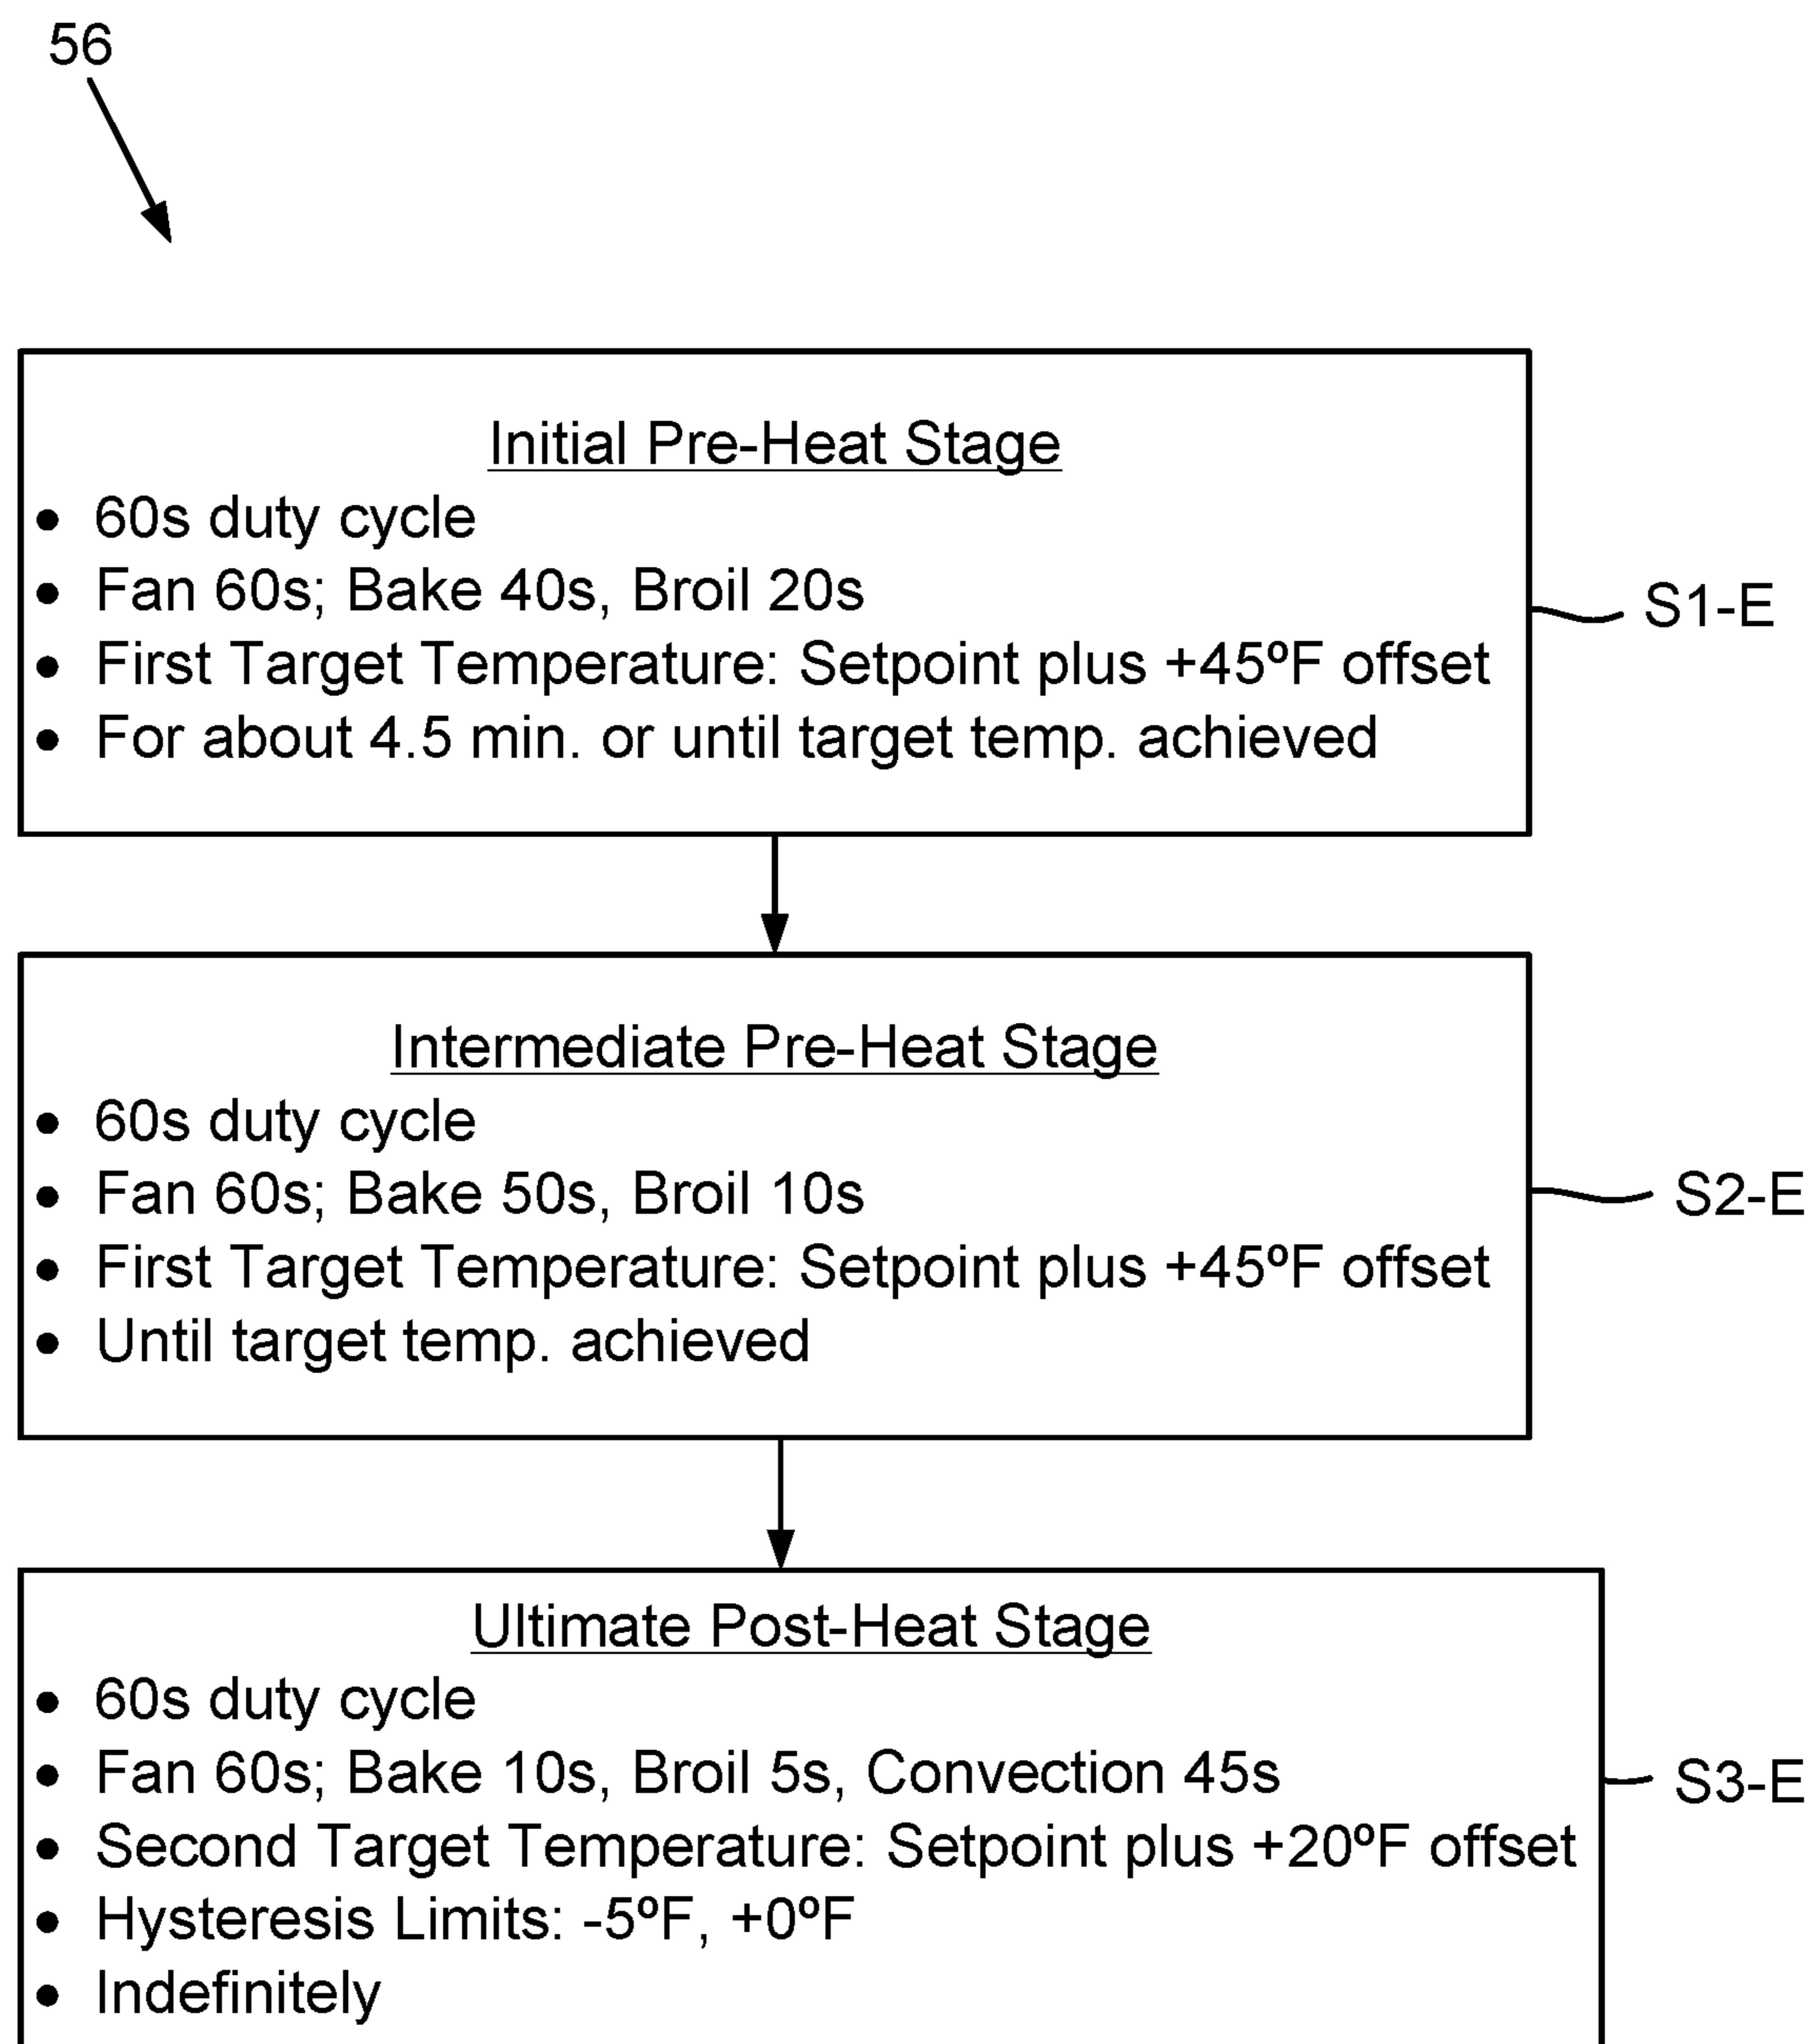 56
Initial Pre-Heat Stage
● 60s duty cycle
● Fan 60s; Bake 40s, Broil 20s
● First Target Temperature: Setpoint plus +45ºF offset
● For about 4.5 min. or until target temp. achieved
S1-E
Intermediate Pre-Heat Stage
● 60s duty cycle
● Fan 60s; Bake 50s, Broil 10s
● First Target Temperature: Setpoint plus +45ºF offset
● Until target temp. achieved
S2-E
Ultimate Post-Heat Stage
● 60s duty cycle
● Fan 60s; Bake 10s, Broil 5s, Convection 45s
● Second Target Temperature: Setpoint plus +20ºF offset
● Hysteresis Limits: -5ºF, +0ºF
● Indefinitely
S3-E